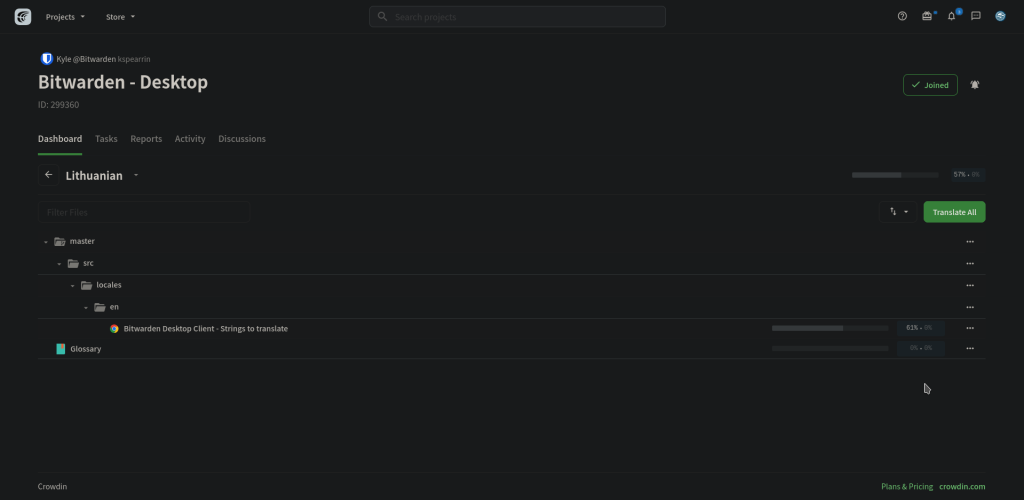 Projects
Store
Search projects
Kyle @Bitwarden kspearrin
Bitwarden - Desktop
ID: 299360
Joined
Dashboard
Tasks
Reports
Activity
Discussions
Lithuanian
57% • 0%
Filter Files
Translate All
master
src
locales
en
Bitwarden Desktop Client - Strings to translate
61% • 0%
Glossary
0% • 0%
Crowdin
Plans & Pricing
crowdin.com